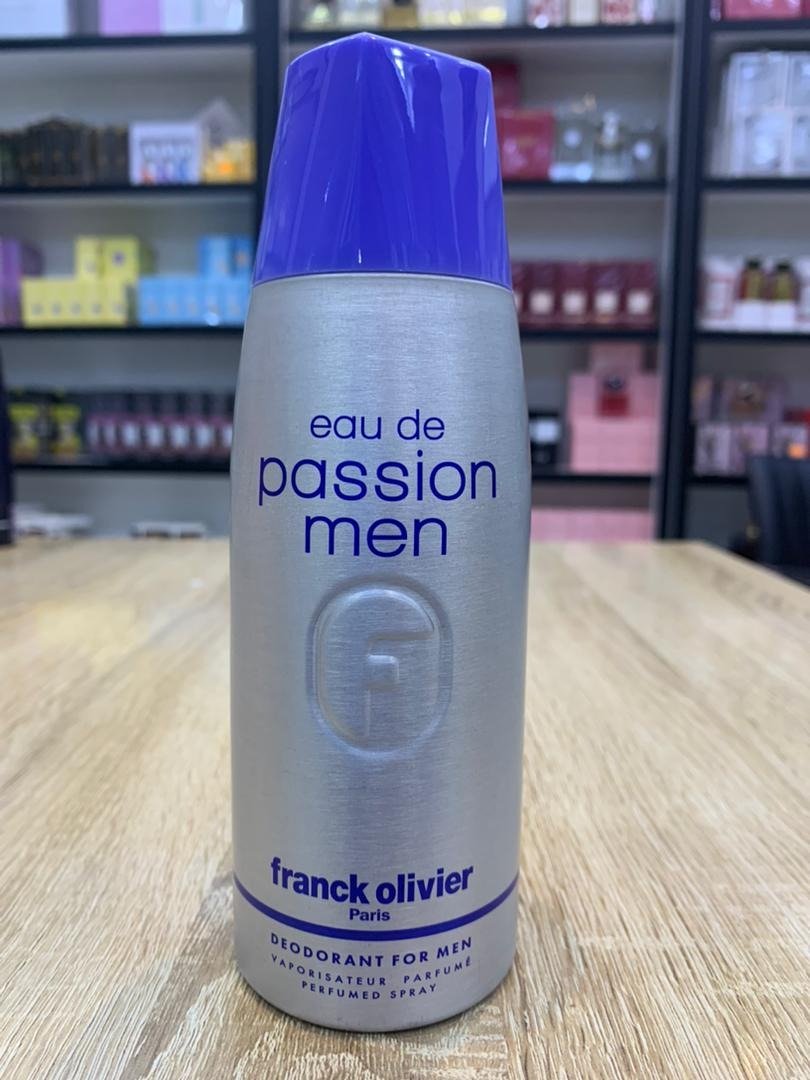 eau de
passion
men
F
franck olivier
Paris
DEODORANT FOR MEN
VAPORISATEUR PARFUMÉ
PERFUMED SPRAY